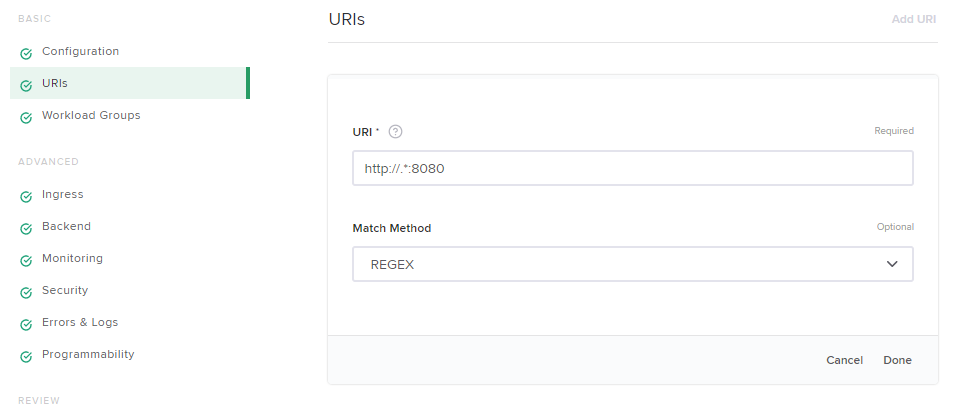 BASIC
Configuration
URIs
Workload Groups
ADVANCED
Ingress
Backend
Monitoring
Security
Errors & Logs
Programmability
REVIEW
URIs
Add URI
URI *
Required
http://.*:8080
Match Method
Optional
REGEX
Cancel
Done